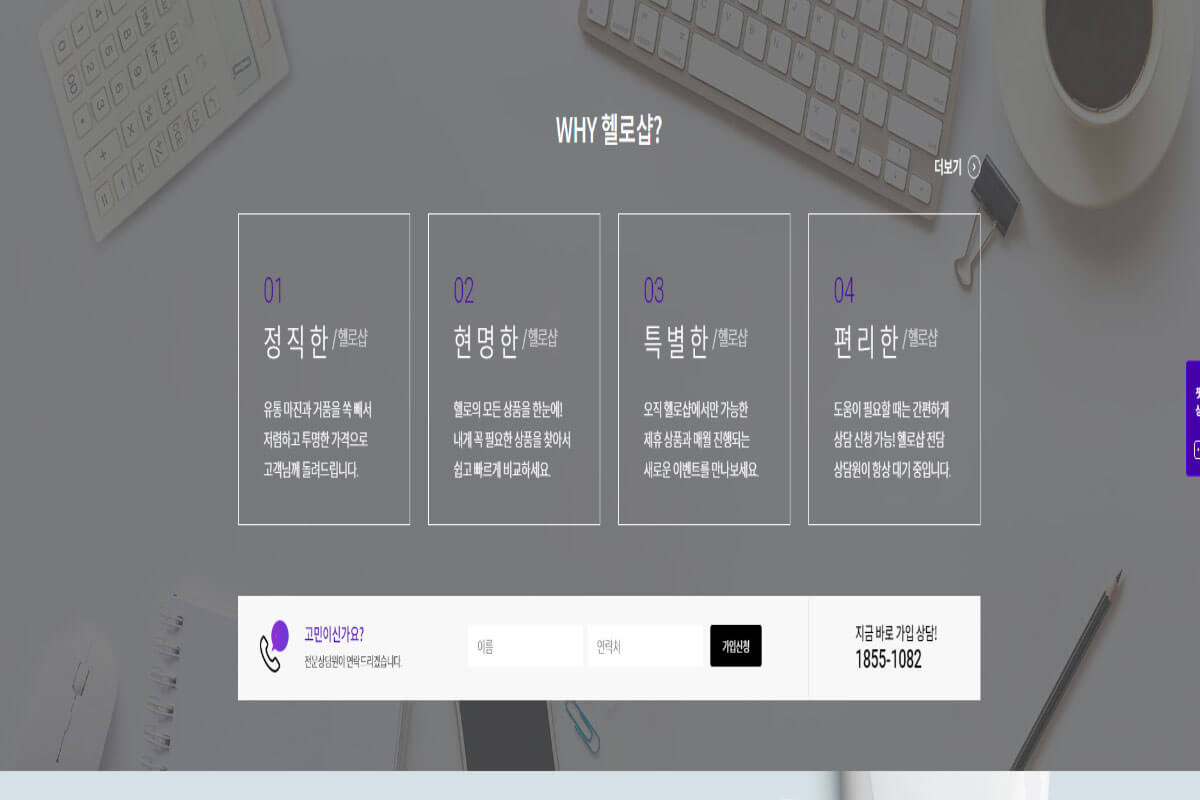 WHY 헬로샵?
더보기
01
정직한 /헬로샵
유통 마진과 거품을 쏙 빼서
저렴하고 투명한 가격으로
고객님께 돌려드립니다.
02
현명한 /헬로샵
헬로의 모든 상품을 한눈에!
내게 꼭 필요한 상품을 찾아서
쉽고 빠르게 비교하세요.
03
특별한 /헬로샵
오직 헬로샵에서만 가능한
제휴 상품과 매월 진행되는
새로운 이벤트를 만나보세요.
04
편리한 /헬로샵
도움이 필요할 때는 간편하게
상담 신청 가능! 헬로샵 전담
상담원이 항상 대기 중입니다.
고민이신가요?
전문상담원이 연락드리겠습니다.
이름
연락처
가입신청
지금 바로 가입 상담!
1855-1082